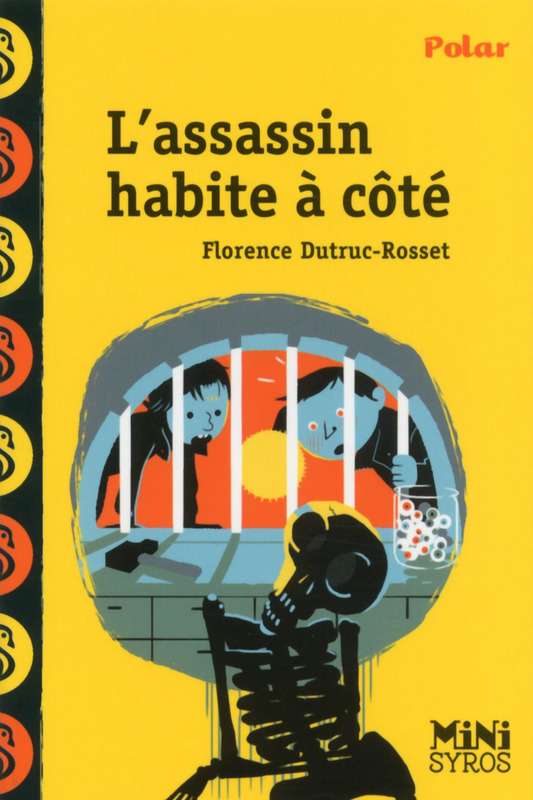 Polar
L'assassin
habite à côté
Florence Dutruc-Rosset
MiNi
SYROS